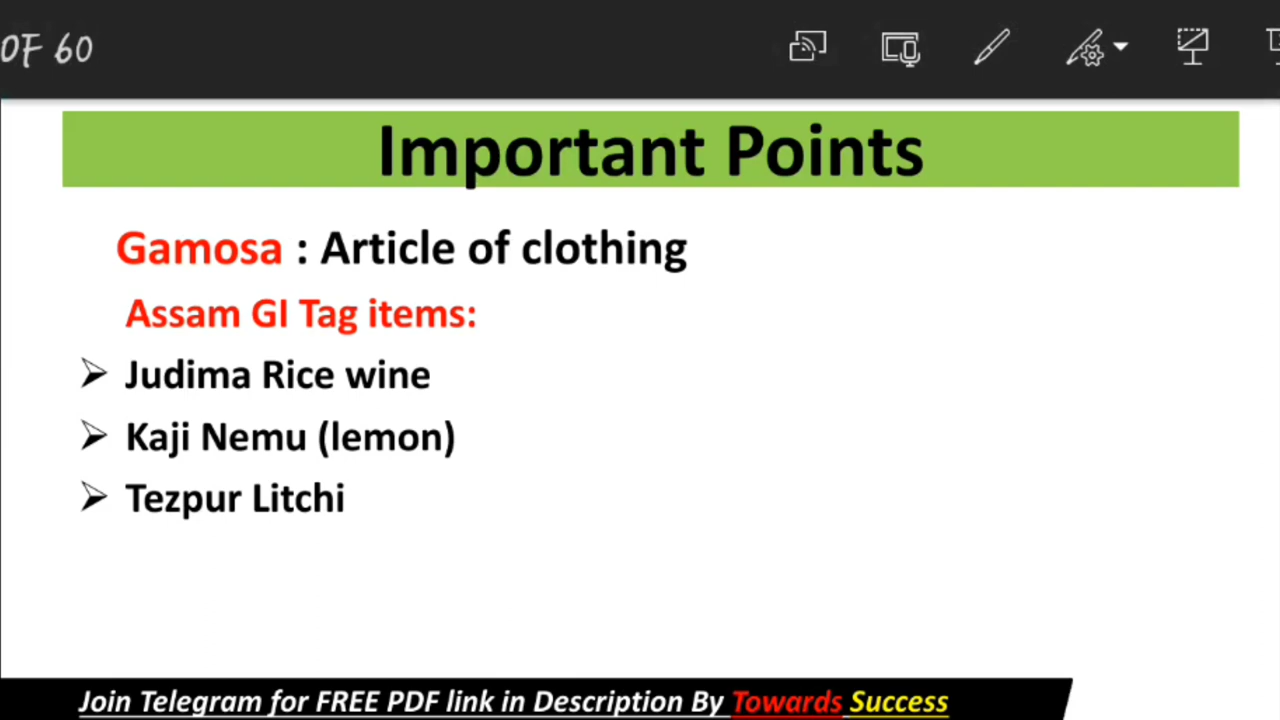 OF 60
Important Points
Gamosa : Article of clothing
Assam GI Tag items:
➢ Judima Rice wine
➢ Kaji Nemu (lemon)
➢ Tezpur Litchi
Join Telegram for FREE PDF link in Description By Towards Success